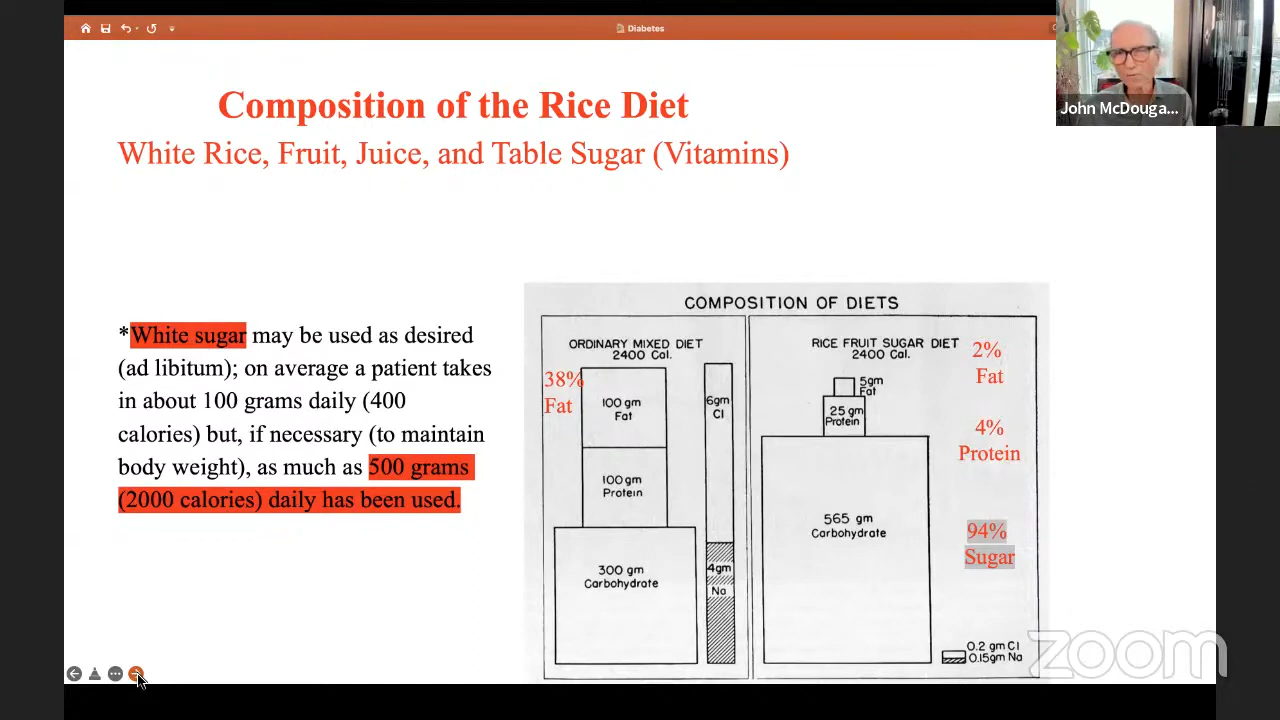 Diabetes
John McDouga...
Composition of the Rice Diet
White Rice, Fruit, Juice, and Table Sugar (Vitamins)
*White sugar may be used as desired
(ad libitum); on average a patient takes
in about 100 grams daily (400
calories) but, if necessary (to maintain
body weight), as much as 500 grams
(2000 calories) daily has been used.
COMPOSITION OF DIETS
ORDINARY MIXED DIET
2400 Cal.
38%
Fat
100 gm
Fat
100 gm
Protein
300 gm
Carbohydrate
6gm
Cl
4gm
Na
RICE FRUIT SUGAR DIET
2400 Cal.
2%
Fat
5gm
Fat
25 gm
Protein
4%
Protein
565 gm
Carbohydrate
94%
Sugar
0.2 gm Cl
0.15gm Na
zoom